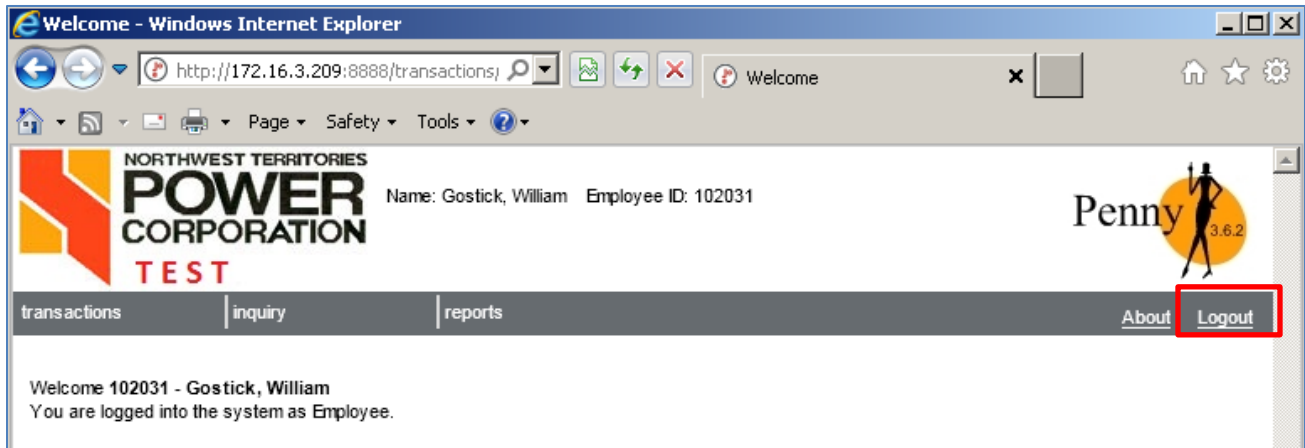 Welcome - Windows Internet Explorer
http://172.16.3.209:8888/transactions/
Welcome
Page Safety Tools
NORTHWEST TERRITORIES
POWER
CORPORATION
TEST
Name: Gostick, William Employee ID: 102031
Penny
3.6.2
transactions inquiry reports About Logout
Welcome 102031 - Gostick, William
You are logged into the system as Employee.